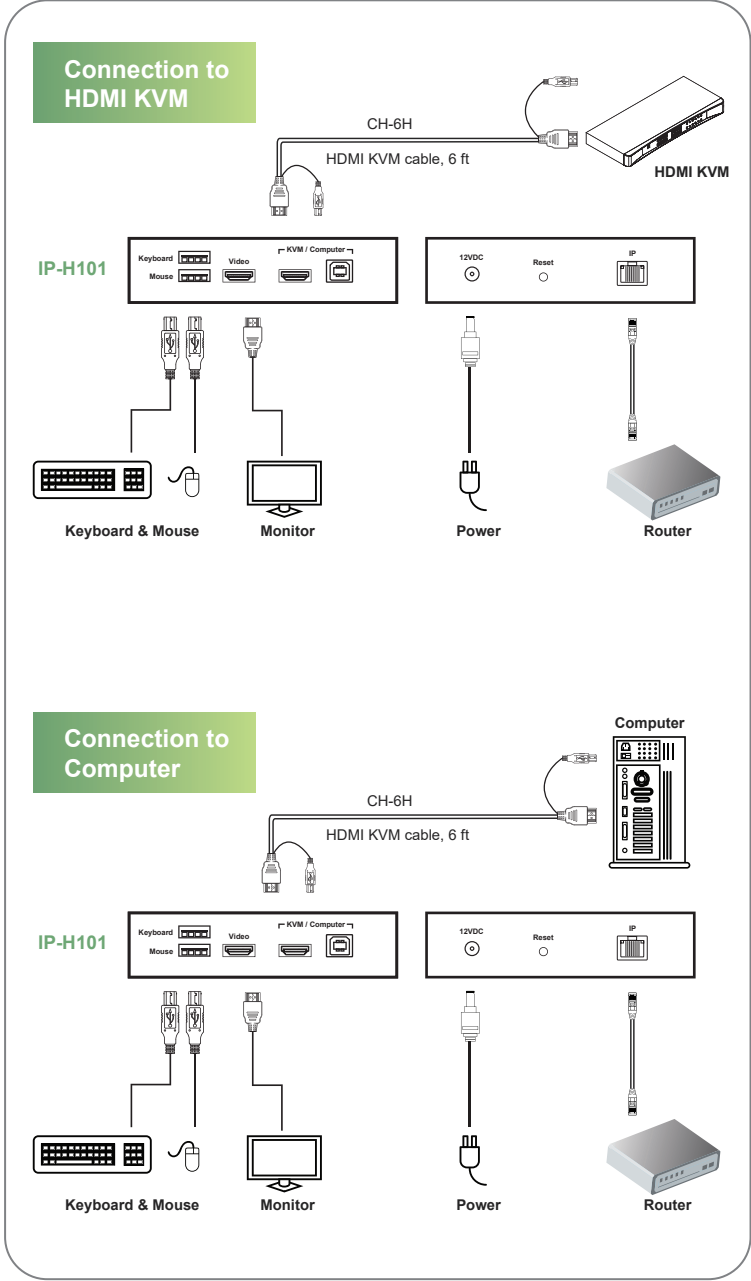 Connection to
HDMI KVM
CH-6H
HDMI KVM cable, 6 ft
HDMI KVM
IP-H101
Keyboard
Mouse
Video
KVM / Computer
12VDC
Reset
IP
Keyboard & Mouse
Monitor
Power
Router
Connection to
Computer
Computer
CH-6H
HDMI KVM cable, 6 ft
IP-H101
Keyboard
Mouse
Video
KVM / Computer
12VDC
Reset
IP
Keyboard & Mouse
Monitor
Power
Router